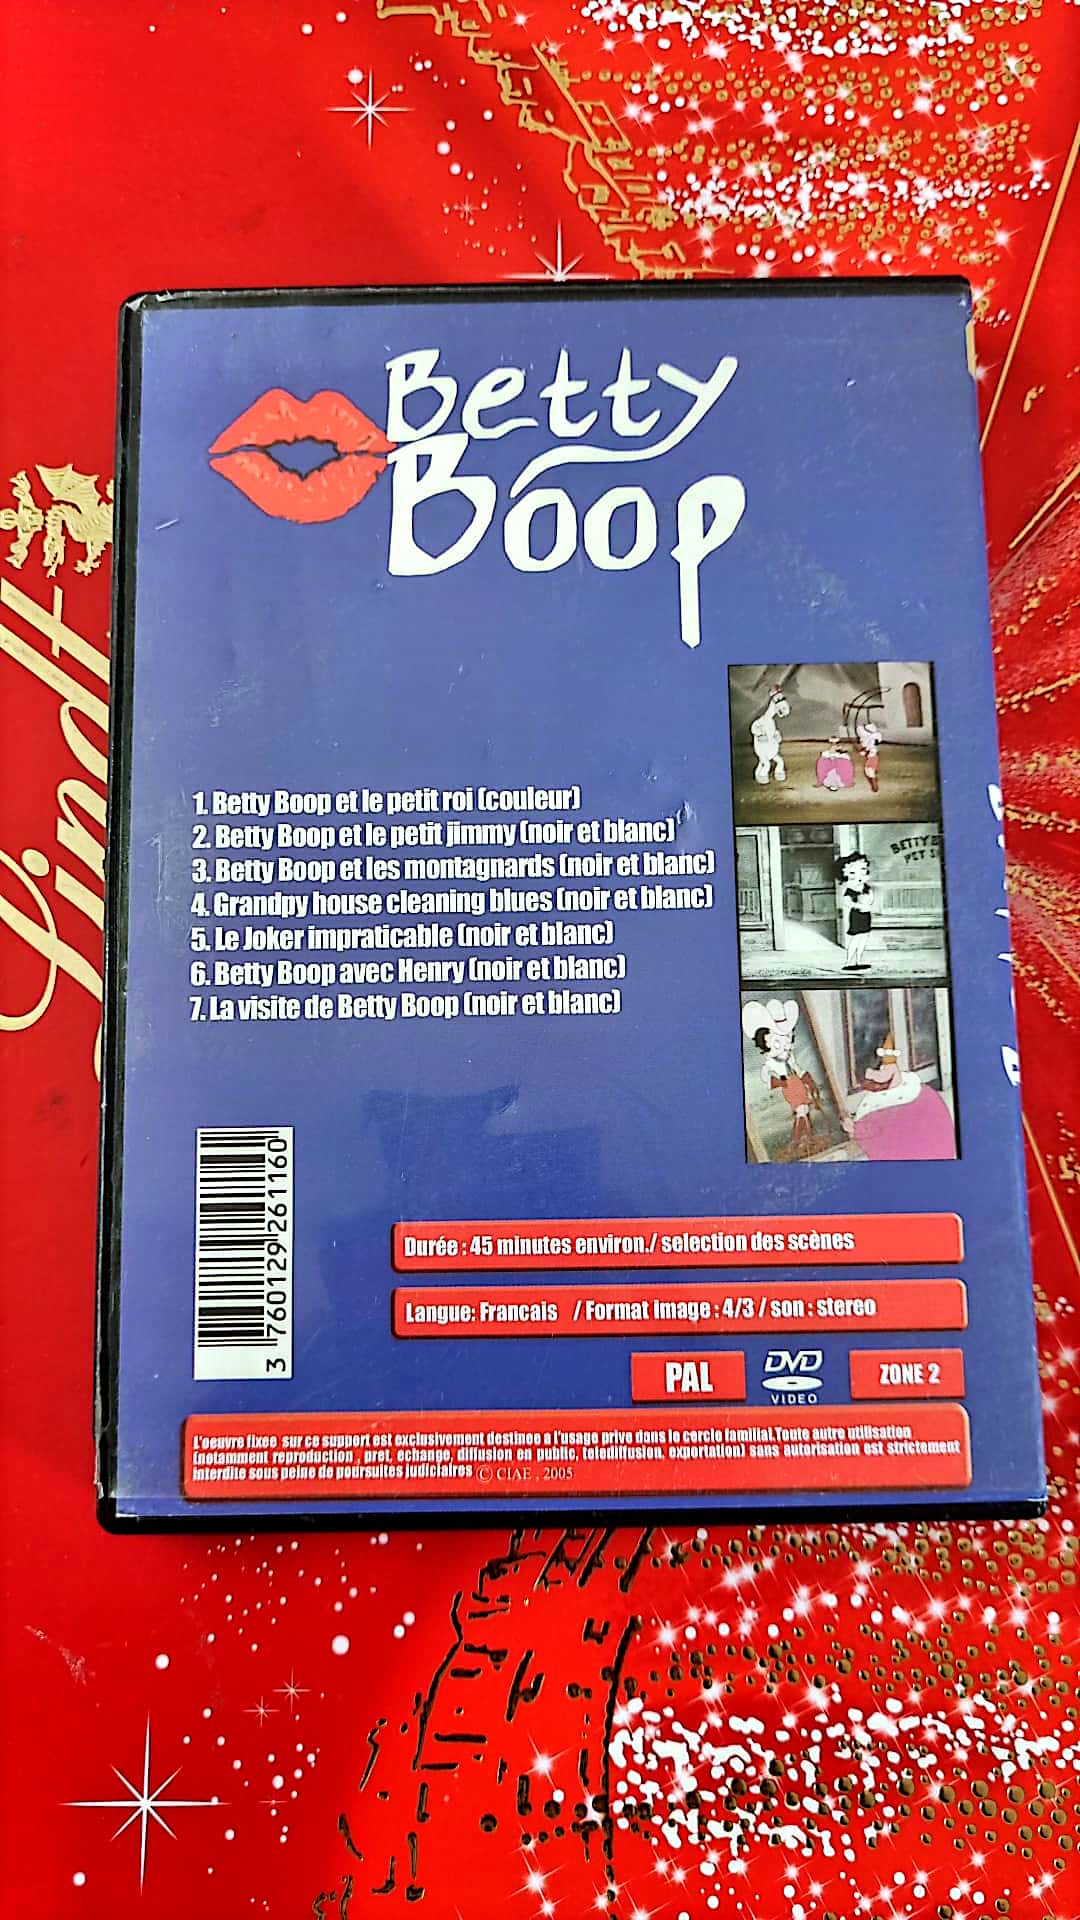 Betty
Boop
1. Betty Boop et le petit roi (couleur)
2. Betty Boop et le petit jimmy (noir et blanc)
3. Betty Boop et les montagnards (noir et blanc)
4. Grandpy house cleaning blues (noir et blanc)
5. Le Joker impraticable (noir et blanc)
6. Betty Boop avec Henry (noir et blanc)
7. La visite de Betty Boop (noir et blanc)
BETTY B
PET S
3 760129 261160
Durée : 45 minutes environ./ selection des scènes
Langue: Francais / Format image : 4/3 / son : stereo
PAL
DVD
VIDEO
ZONE 2
L'oeuvre fixee sur ce support est exclusivement destinee a l'usage prive dans le cercle familial.Toute autre utilisation
(notamment reproduction , pret, echange, diffusion en public, telediffusion, exportation) sans autorisation est strictement
interdite sous peine de poursuites judiciaires © CIAE , 2005
Lindt